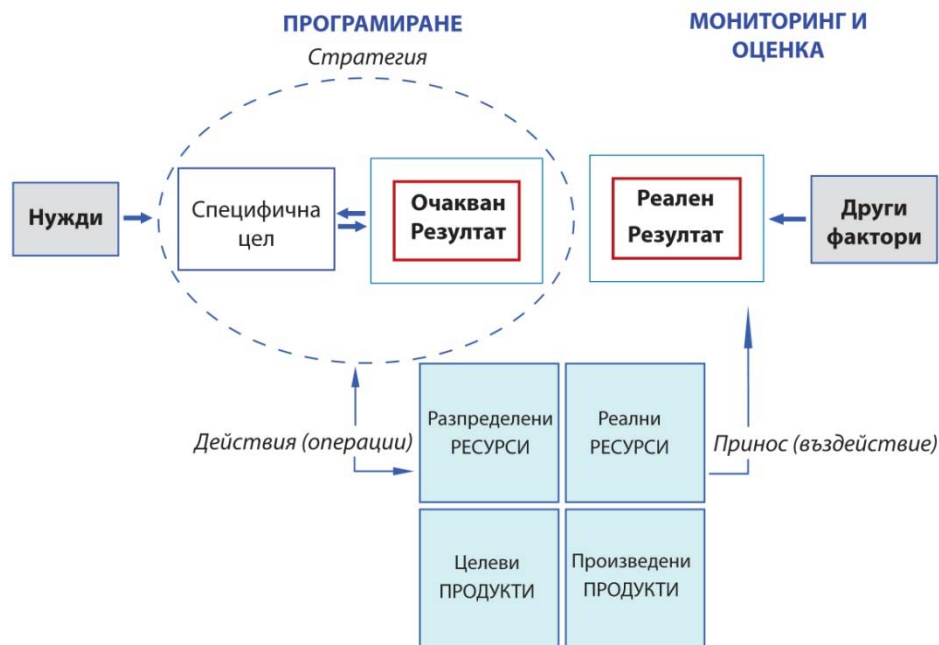 ПРОГРАМИРАНЕ
Стратегия
МОНИТОРИНГ И
ОЦЕНКА
Нужди
Специфична
цел
Очакван
Резултат
Реален
Резултат
Други
фактори
Действия (операции)
Разпределени
РЕСУРСИ
Реални
РЕСУРСИ
Принос (въздействие)
Целеви
ПРОДУКТИ
Произведени
ПРОДУКТИ